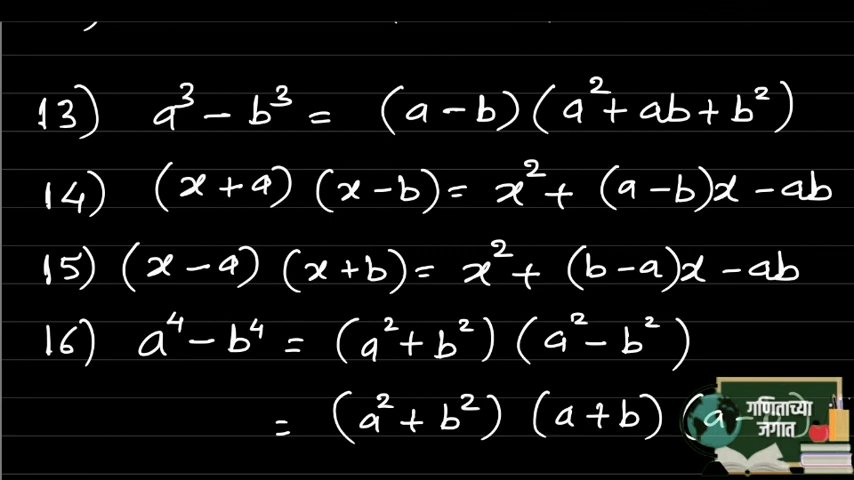 13) a³ − b³ = (a − b)(a² + ab + b²)
14) (x + a) (x − b) = x² + (a − b)x − ab
15) (x − a) (x + b) = x² + (b − a)x − ab
16) a⁴ − b⁴ = (a² + b²) (a² − b²)
= (a² + b²) (a + b) (a −
गणिताच्या
जगात